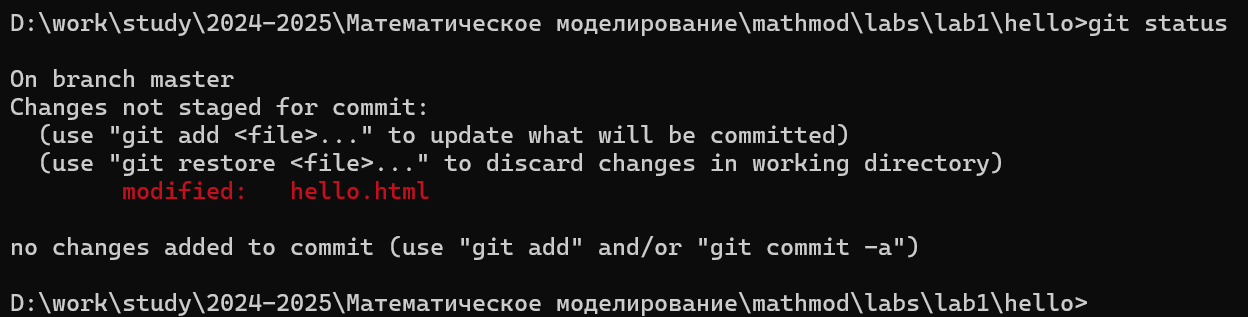 D:\work\study\2024-2025\Математическое моделирование\mathmod\labs\lab1\hello>git status
On branch master
Changes not staged for commit:
  (use "git add <file>..." to update what will be committed)
  (use "git restore <file>..." to discard changes in working directory)
        modified:   hello.html
no changes added to commit (use "git add" and/or "git commit -a")
D:\work\study\2024-2025\Математическое моделирование\mathmod\labs\lab1\hello>